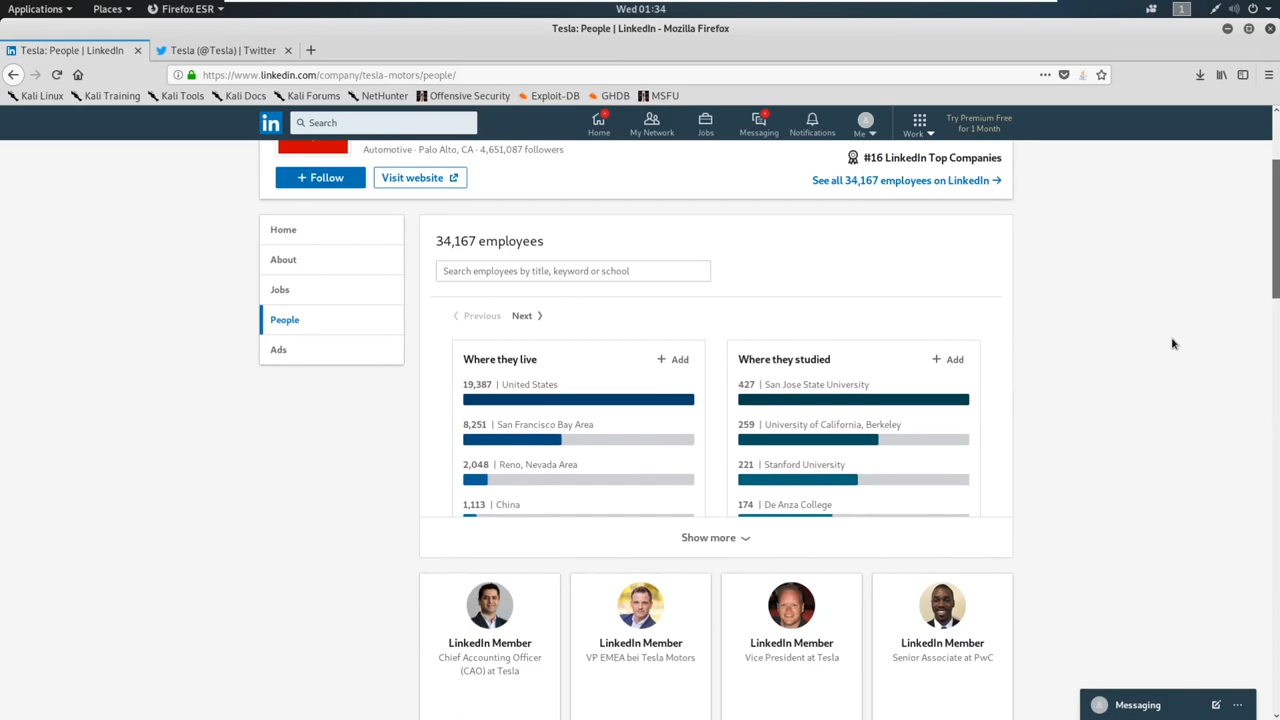 Applications Places Firefox ESR Wed 01:34 1
Tesla: People | LinkedIn - Mozilla Firefox
Tesla: People | LinkedIn Tesla (@Tesla) | Twitter
https://www.linkedin.com/company/tesla-motors/people/
Kali Linux Kali Training Kali Tools Kali Docs Kali Forums NetHunter Offensive Security Exploit-DB GHDB MSFU
in Search Home My Network Jobs Messaging Notifications Me Work Try Premium Free
for 1 Month
Automotive · Palo Alto, CA · 4,651,087 followers
#16 LinkedIn Top Companies
+ Follow Visit website
See all 34,167 employees on LinkedIn →
Home
About
Jobs
People
Ads
34,167 employees
Search employees by title, keyword or school
Previous Next
Where they live + Add
19,387 | United States
8,251 | San Francisco Bay Area
2,048 | Reno, Nevada Area
1,113 | China
Where they studied + Add
427 | San Jose State University
259 | University of California, Berkeley
221 | Stanford University
174 | De Anza College
Show more
LinkedIn Member
Chief Accounting Officer
(CAO) at Tesla
LinkedIn Member
VP EMEA bei Tesla Motors
LinkedIn Member
Vice President at Tesla
LinkedIn Member
Senior Associate at PwC
Messaging